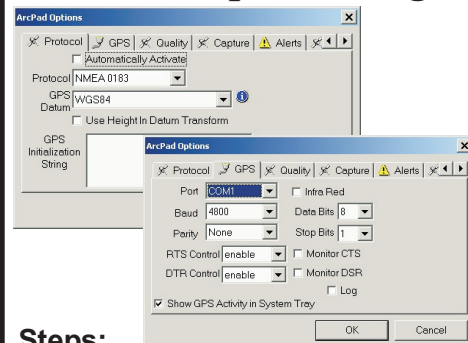 ArcPad Options
Protocol GPS Quality Capture Alerts
Automatically Activate
Protocol NMEA 0183
GPS Datum WGS84
Use Height In Datum Transform
GPS Initialization String
ArcPad Options
Protocol GPS Quality Capture Alerts
Port COM1 Infra Red
Baud 4800 Data Bits 8
Parity None Stop Bits 1
RTS Control enable Monitor CTS
DTR Control enable Monitor DSR
Log
Show GPS Activity in System Tray
OK Cancel
Steps: